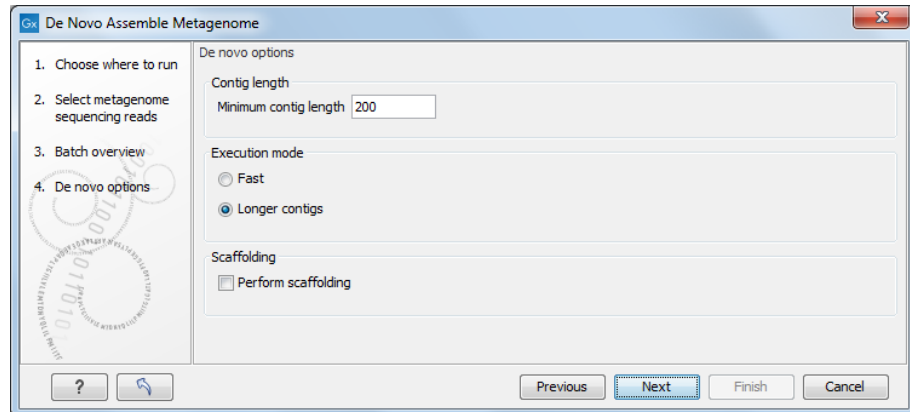 Gx De Novo Assemble Metagenome
1. Choose where to run
2. Select metagenome
sequencing reads
3. Batch overview
4. De novo options
De novo options
Contig length
Minimum contig length 200
Execution mode
Fast
Longer contigs
Scaffolding
Perform scaffolding
? Previous Next Finish Cancel